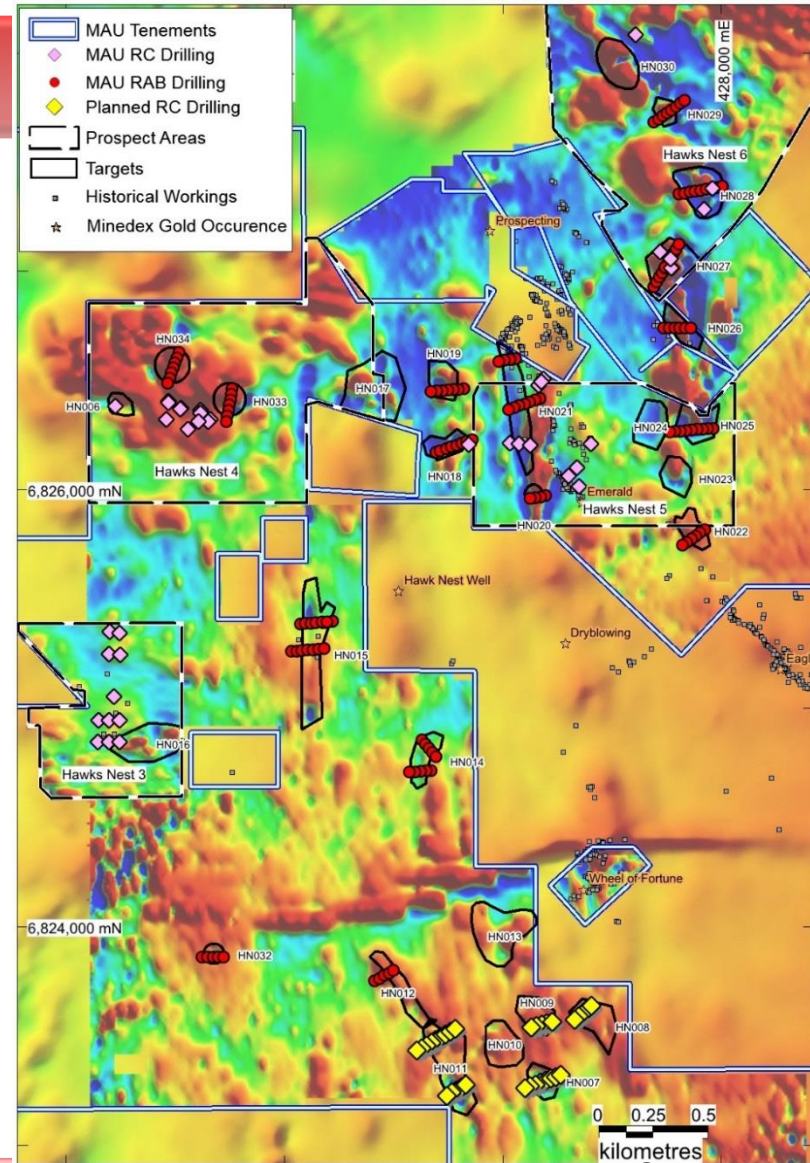 MAU Tenements
MAU RC Drilling
MAU RAB Drilling
Planned RC Drilling
Prospect Areas
Targets
Historical Workings
Minedex Gold Occurence
428,000 mE
HN030
HN029
Hawks Nest 6
HN028
Prospecting
HN027
HN026
HN034
HN019
HN017
HN006
HN033
HN021
HN024
HN025
Hawks Nest 4
HN018
HN023
6,826,000 mN
Emerald
Hawks Nest 5
HN020
HN022
Hawk Nest Well
Dryblowing
HN015
Eagl
HN016
HN014
Hawks Nest 3
Wheel of Fortune
6,824,000 mN
HN013
HN032
HN012
HN009
HN008
HN010
HN011
HN007
0 0.25 0.5
kilometres